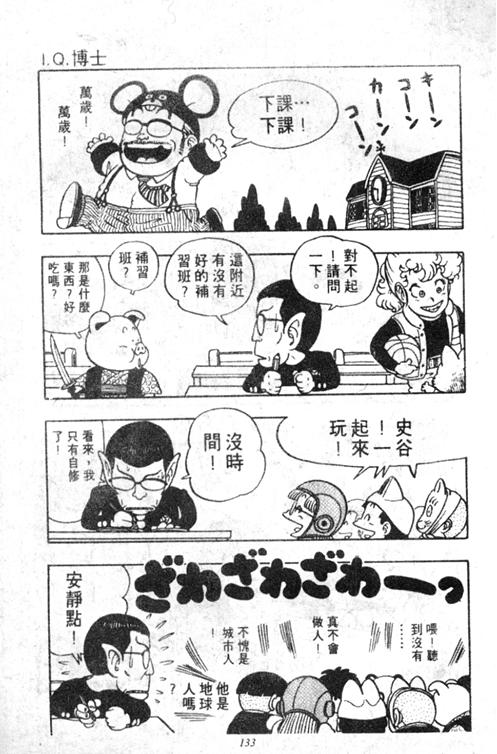 I.Q.博士
キーン
コーン
カーン
コーン
下課…
下課！
萬歲！
萬歲！
對不起
！請問
一下。
這附近
有沒有
好的補
習班？
補習
班？
那是什麼
東西？好
吃嗎？
史谷
！一
起來
玩！
沒時
間！
看來，我
只有自修
了！
ざわざわざわーっ
喂！聽
到沒有
……
真不會
做人！
不愧是
城市人
！
他是
地球
人嗎
？
安靜點！
133